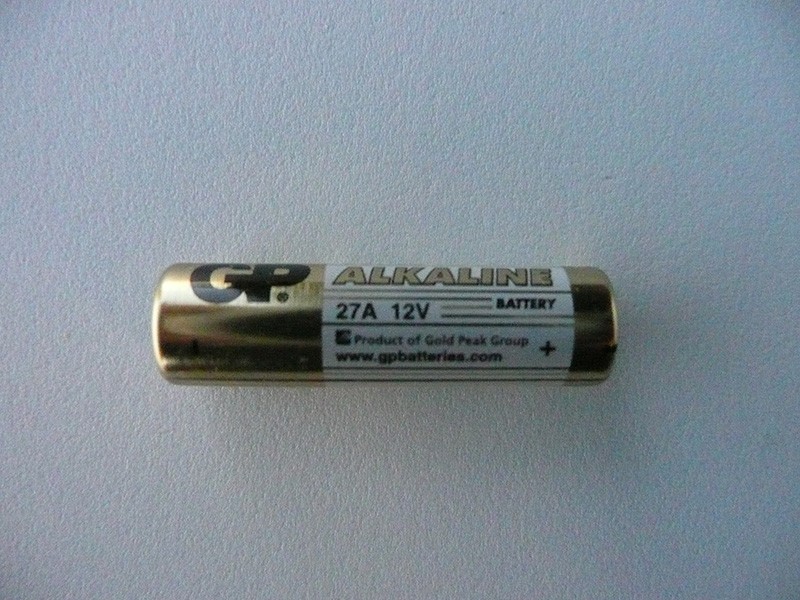 GP®
ALKALINE
27A 12V
BATTERY
Product of Gold Peak Group
www.gpbatteries.com
+